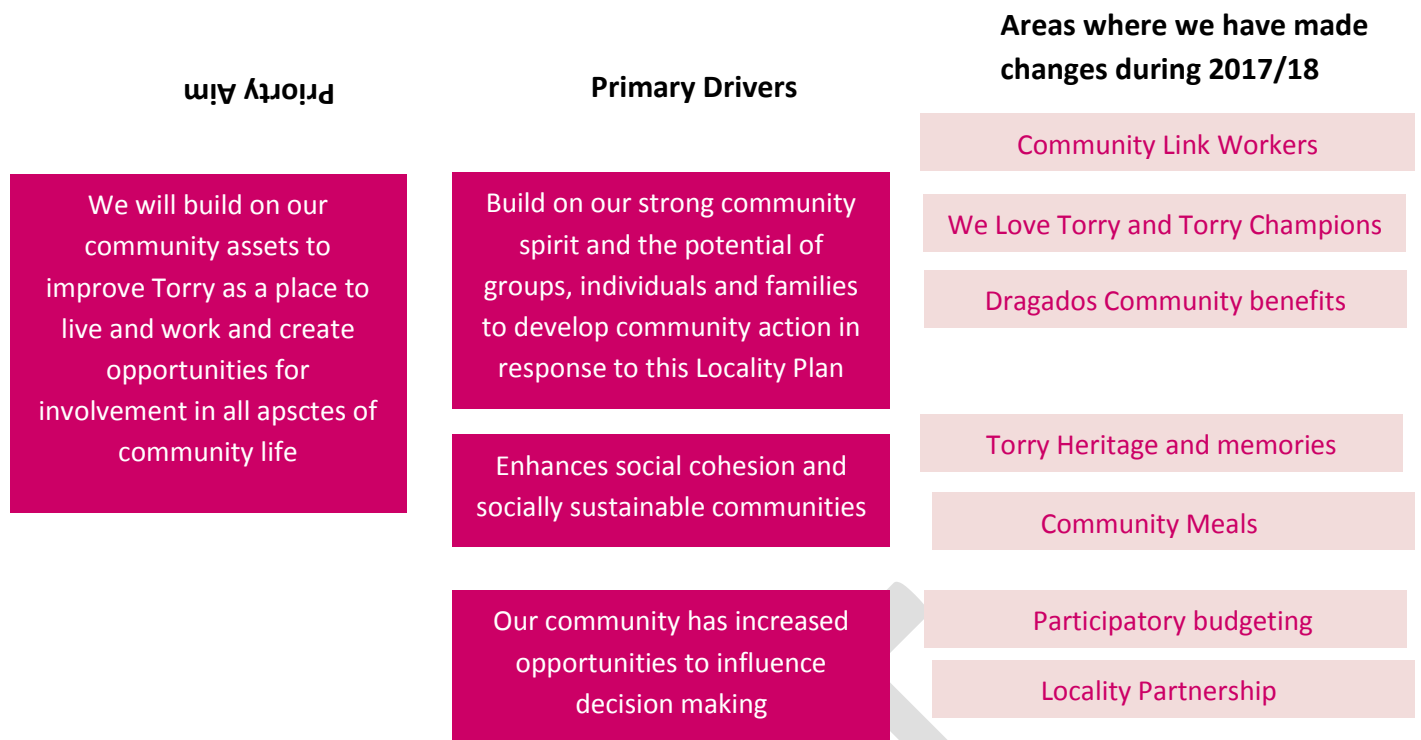 Priorty Aim
We will build on our
community assets to
improve Torry as a place to
live and work and create
opportunities for
involvement in all apsctes of
community life
Primary Drivers
Build on our strong community
spirit and the potential of
groups, individuals and families
to develop community action in
response to this Locality Plan
Enhances social cohesion and
socially sustainable communities
Our community has increased
opportunities to influence
decision making
Areas where we have made
changes during 2017/18
Community Link Workers
We Love Torry and Torry Champions
Dragados Community benefits
Torry Heritage and memories
Community Meals
Participatory budgeting
Locality Partnership